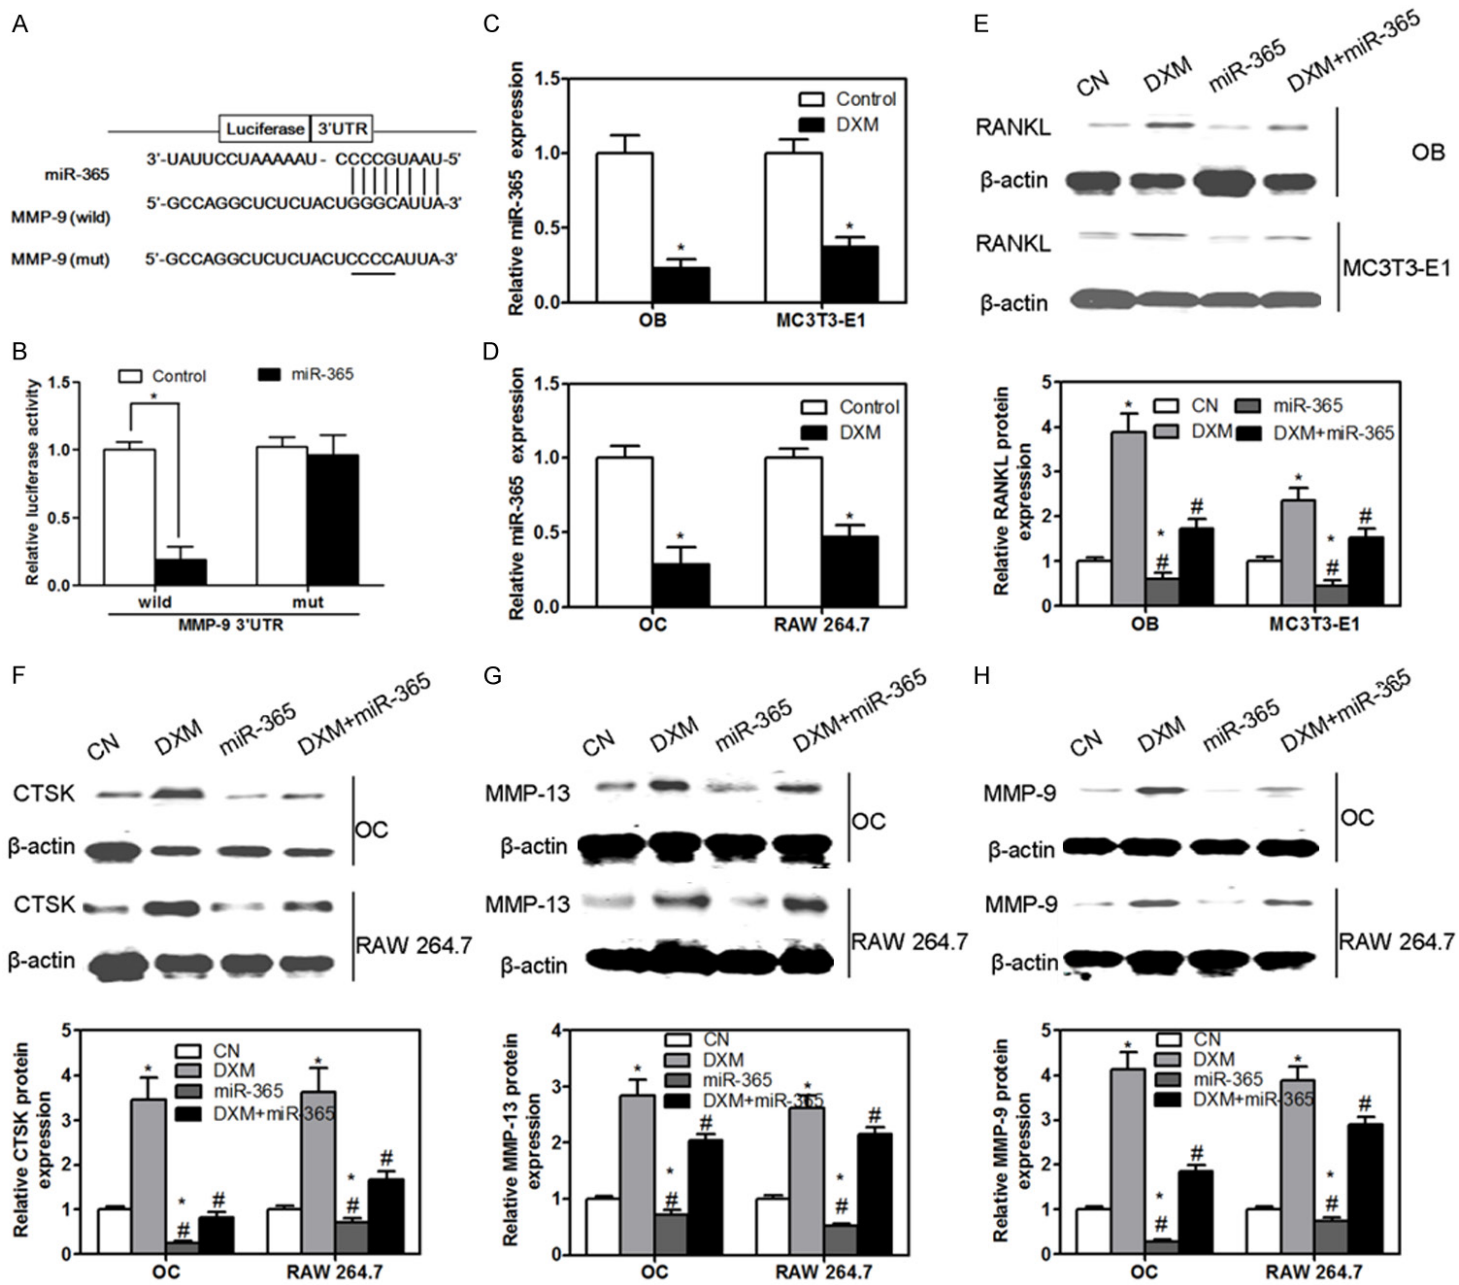 A
Luciferase 3'UTR
3'-UAUUCCUAAAAAU - CCCCGUAAU-5'
miR-365
5'-GCCAGGCUCUCUACUGGGCAUUA-3'
MMP-9 (wild)
MMP-9 (mut) 5'-GCCAGGCUCUCUACUCCCCAUUA-3'
B
Control miR-365
Relative luciferase activity
1.5
1.0
0.5
0.0
*
wild mut
MMP-9 3'UTR
C
Relative miR-365 expression
1.5
1.0
0.5
0.0
Control
DXM
* *
OB MC3T3-E1
D
Relative miR-365 expression
1.5
1.0
0.5
0.0
Control
DXM
* *
OC RAW 264.7
E
CN DXM miR-365 DXM+miR-365
RANKL
β-actin
OB
RANKL
β-actin
MC3T3-E1
Relative RANKL protein
expression
5
4
3
2
1
0
CN miR-365
DXM DXM+miR-365
* * # # * * # #
OB MC3T3-E1
F
CN DXM miR-365 DXM+miR-365
CTSK
β-actin
OC
CTSK
β-actin
RAW 264.7
Relative CTSK protein
expression
5
4
3
2
1
0
CN
DXM
miR-365
DXM+miR-365
* * # # * * # #
OC RAW 264.7
G
CN DXM miR-365 DXM+miR-365
MMP-13
β-actin
OC
MMP-13
β-actin
RAW 264.7
Relative MMP-13 protein
expression
4
3
2
1
0
CN
DXM
miR-365
DXM+miR-365
* * # # * * # #
OC RAW 264.7
H
CN DXM miR-365 DXM+miR-365
MMP-9
β-actin
OC
MMP-9
β-actin
RAW 264.7
Relative MMP-9 protein
expression
5
4
3
2
1
0
CN
DXM
miR-365
DXM+miR-365
* * # # * * # #
OC RAW 264.7